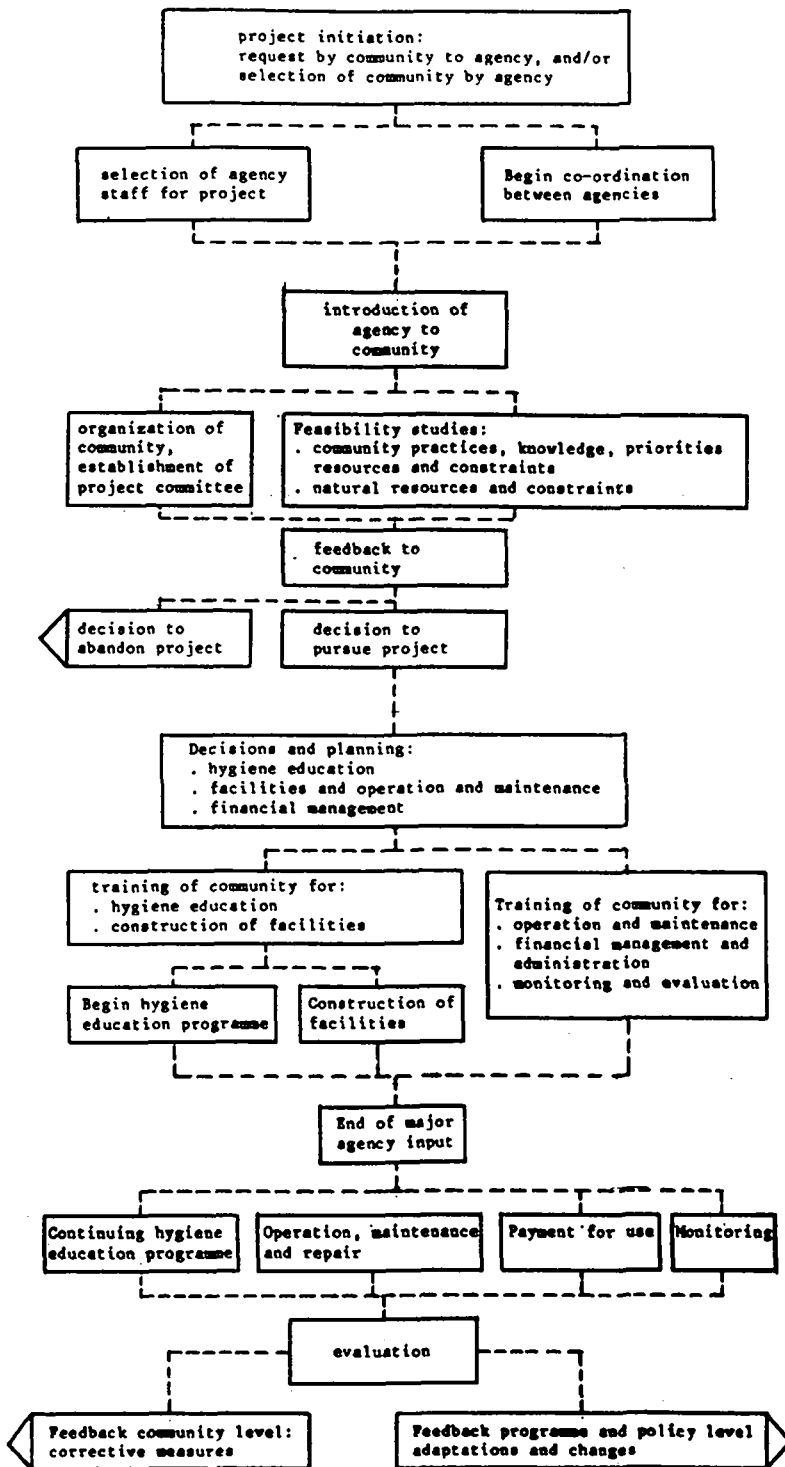 project initiation:
request by community to agency, and/or
selection of community by agency
selection of agency
staff for project
Begin co-ordination
between agencies
introduction of
agency to
community
organization of
community,
establishment of
project committee
Feasibility studies:
. community practices, knowledge, priorities
resources and constraints
. natural resources and constraints
feedback to
community
decision to
abandon project
decision to
pursue project
Decisions and planning:
. hygiene education
. facilities and operation and maintenance
. financial management
training of community for:
. hygiene education
. construction of facilities
Training of community for:
. operation and maintenance
. financial management and
administration
. monitoring and evaluation
Begin hygiene
education programme
Construction of
facilities
End of major
agency input
Continuing hygiene
education programme
Operation, maintenance
and repair
Payment for use
Monitoring
evaluation
Feedback community level:
corrective measures
Feedback programme and policy level
adaptations and changes